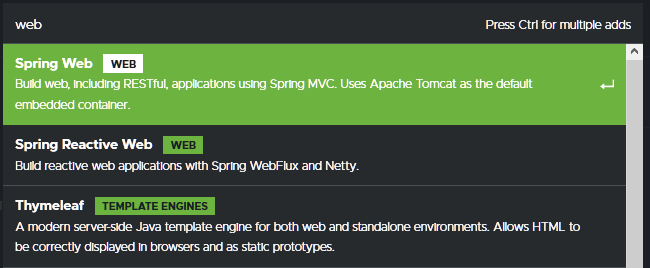 web Press Ctrl for multiple adds
Spring Web WEB
Build web, including RESTful, applications using Spring MVC. Uses Apache Tomcat as the default
embedded container.
Spring Reactive Web WEB
Build reactive web applications with Spring WebFlux and Netty.
Thymeleaf TEMPLATE ENGINES
A modern server-side Java template engine for both web and standalone environments. Allows HTML to
be correctly displayed in browsers and as static prototypes.